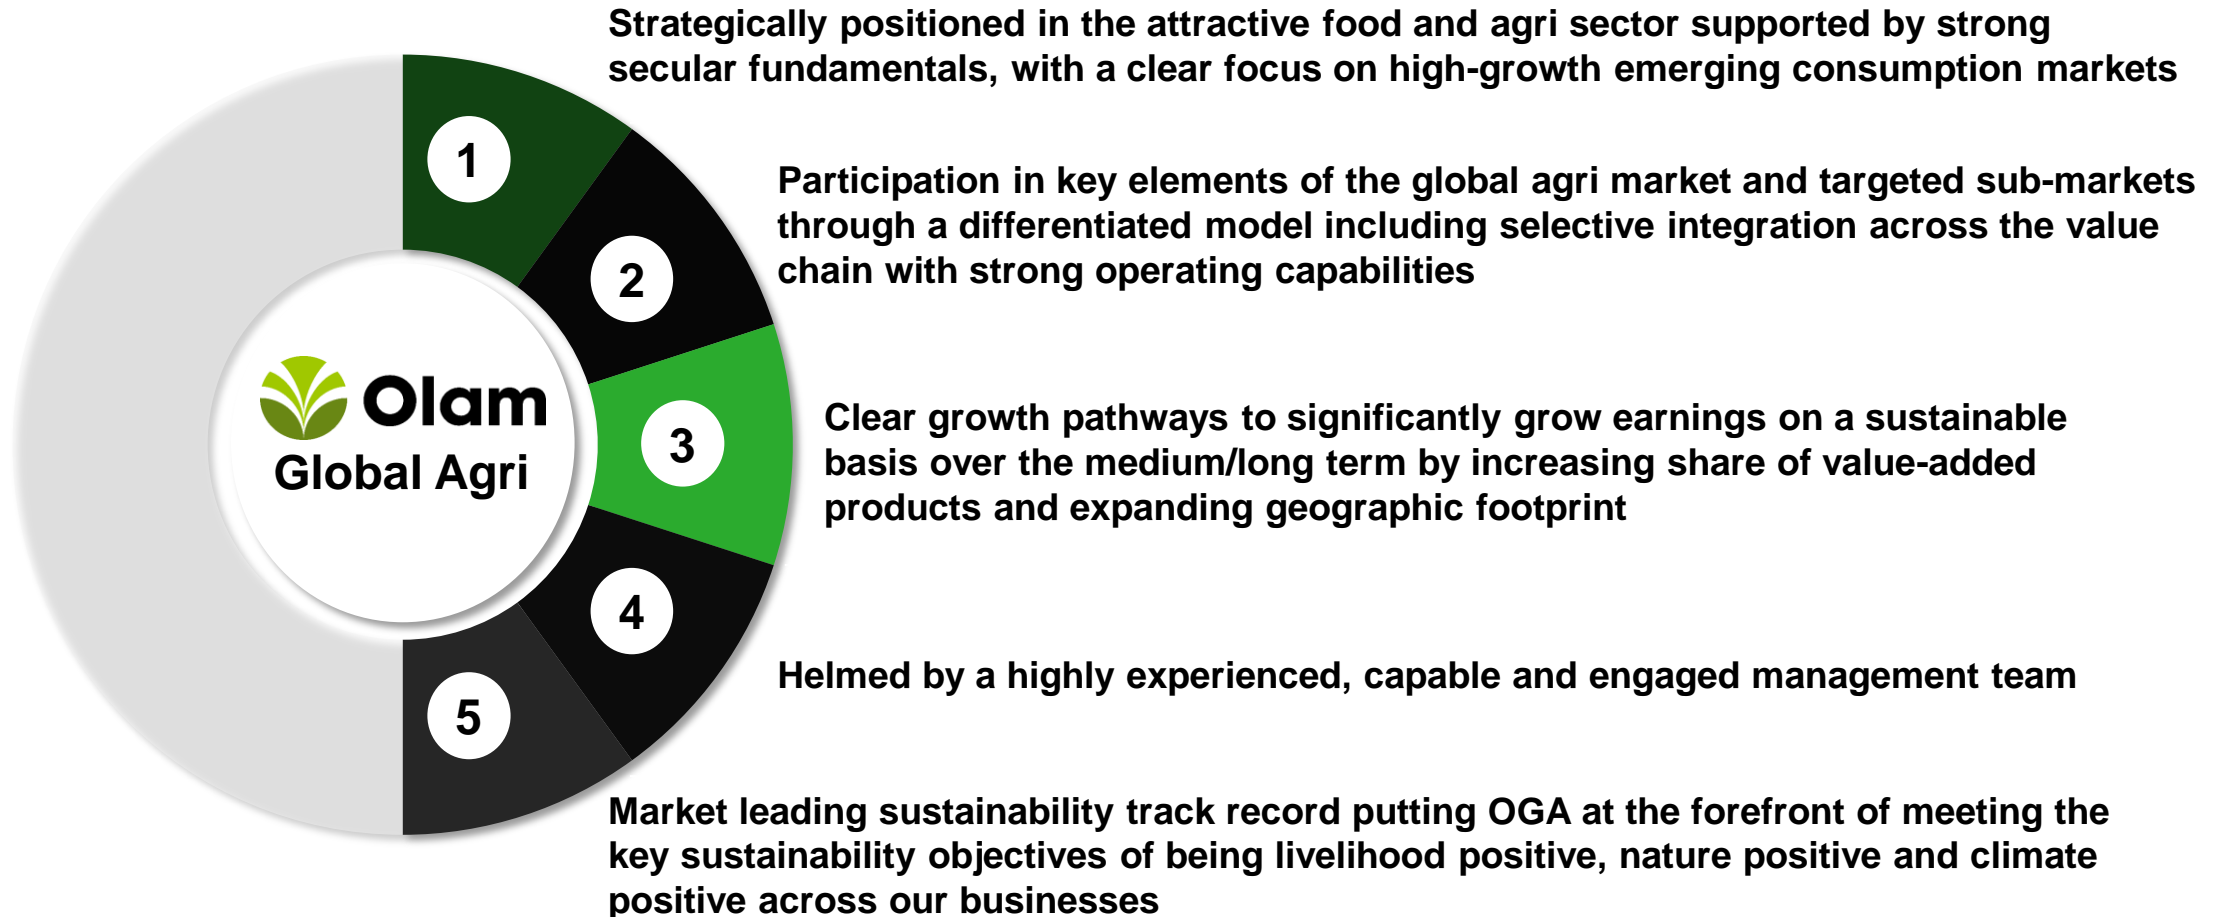 Strategically positioned in the attractive food and agri sector supported by strong
secular fundamentals, with a clear focus on high-growth emerging consumption markets
1
Participation in key elements of the global agri market and targeted sub-markets
through a differentiated model including selective integration across the value
chain with strong operating capabilities
2
Olam
Global Agri
3
Clear growth pathways to significantly grow earnings on a sustainable
basis over the medium/long term by increasing share of value-added
products and expanding geographic footprint
4
Helmed by a highly experienced, capable and engaged management team
5
Market leading sustainability track record putting OGA at the forefront of meeting the
key sustainability objectives of being livelihood positive, nature positive and climate
positive across our businesses